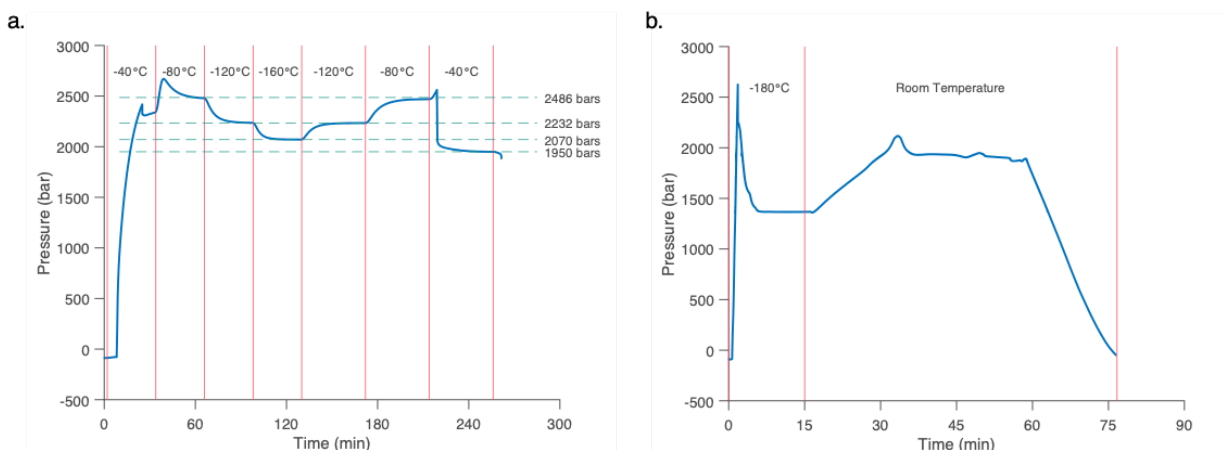 a.
3000
2500
2000
1500
1000
500
0
-500
Pressure (bar)
-40°C -80°C -120°C -160°C -120°C -80°C -40°C
2486 bars
2232 bars
2070 bars
1950 bars
0 60 120 180 240 300
Time (min)
b.
3000
2500
2000
1500
1000
500
0
-500
Pressure (bar)
-180°C Room Temperature
0 15 30 45 60 75 90
Time (min)